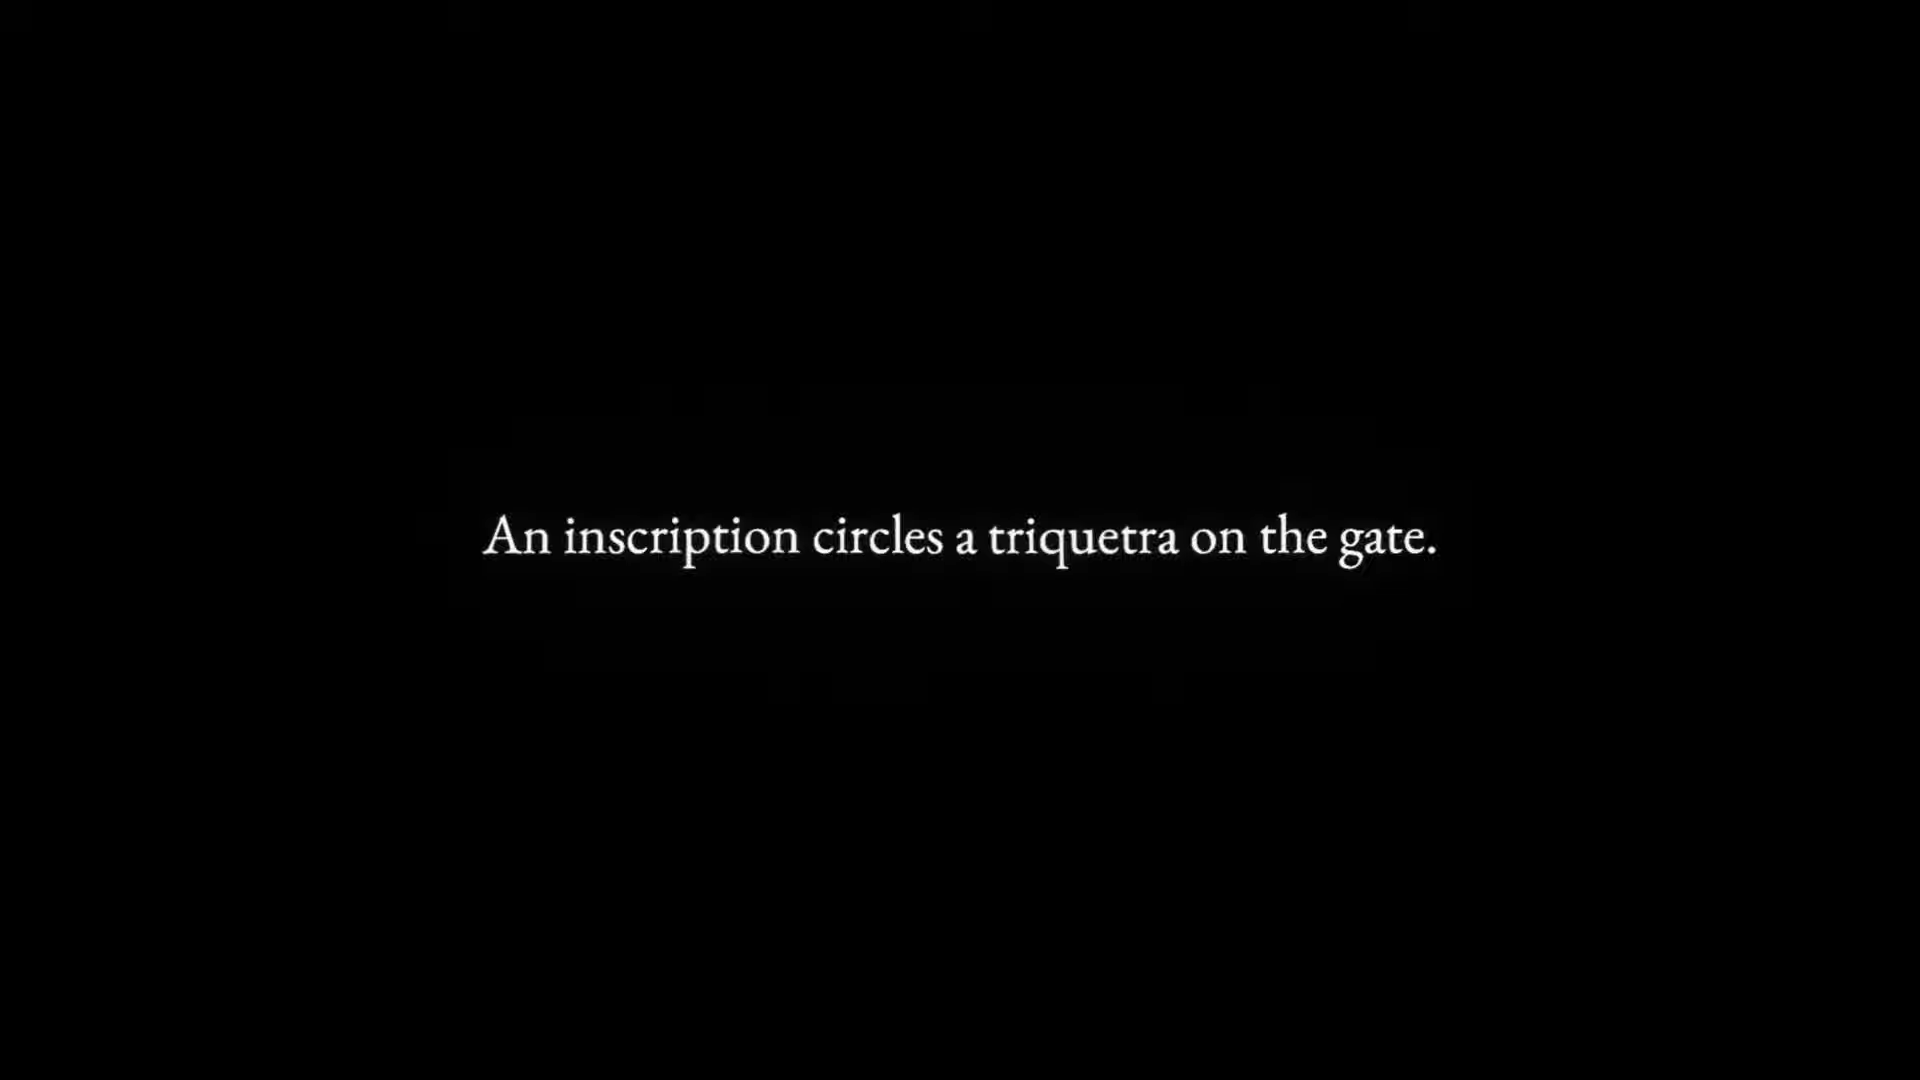 An inscription circles a triquetra on the gate.